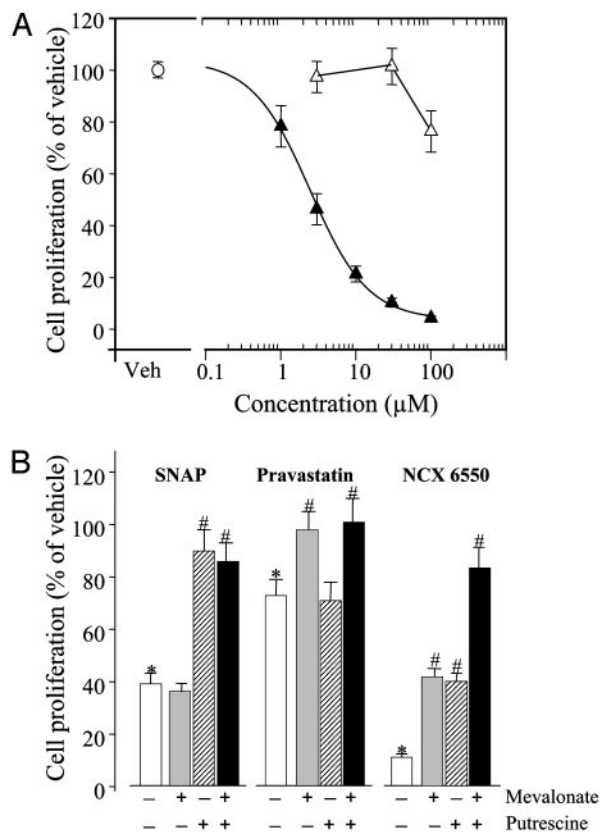 A
Cell proliferation (% of vehicle)
120
100
80
60
40
20
0
Veh
0.1
1
10
100
Concentration (µM)
B
Cell proliferation (% of vehicle)
120
100
80
60
40
20
0
SNAP
Pravastatin
NCX 6550
* # #
* # #
* # # #
− + − + − + − + − + − + Mevalonate
− − + + − − + + − − + + Putrescine